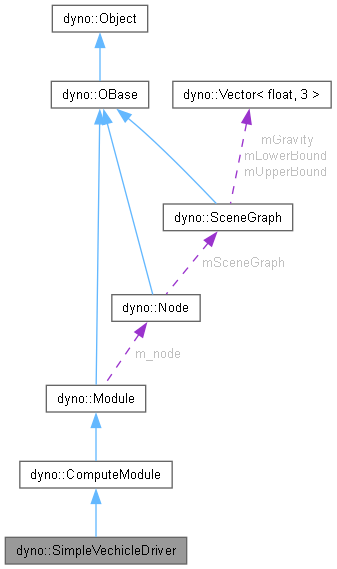 dyno::Object
dyno::OBase
dyno::Vector< float, 3 >
mGravity
mLowerBound
mUpperBound
dyno::SceneGraph
mSceneGraph
dyno::Node
m_node
dyno::Module
dyno::ComputeModule
dyno::SimpleVechicleDriver